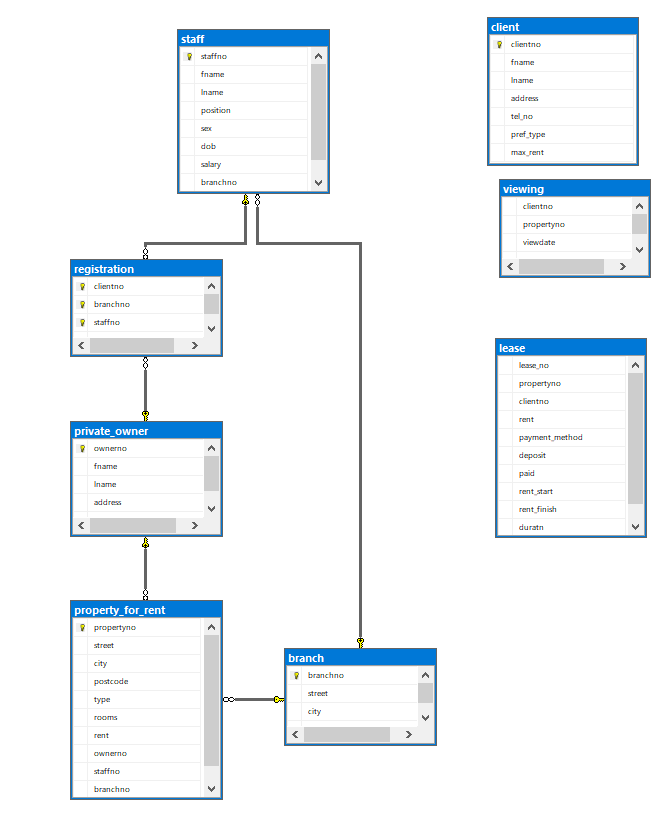 staff
staffno
fname
lname
position
sex
dob
salary
branchno
client
clientno
fname
lname
address
tel_no
pref_type
max_rent
viewing
clientno
propertyno
viewdate
registration
clientno
branchno
staffno
lease
lease_no
propertyno
clientno
rent
payment_method
deposit
paid
rent_start
rent_finish
duratn
private_owner
ownerno
fname
lname
address
property_for_rent
propertyno
street
city
postcode
type
rooms
rent
ownerno
staffno
branchno
branch
branchno
street
city